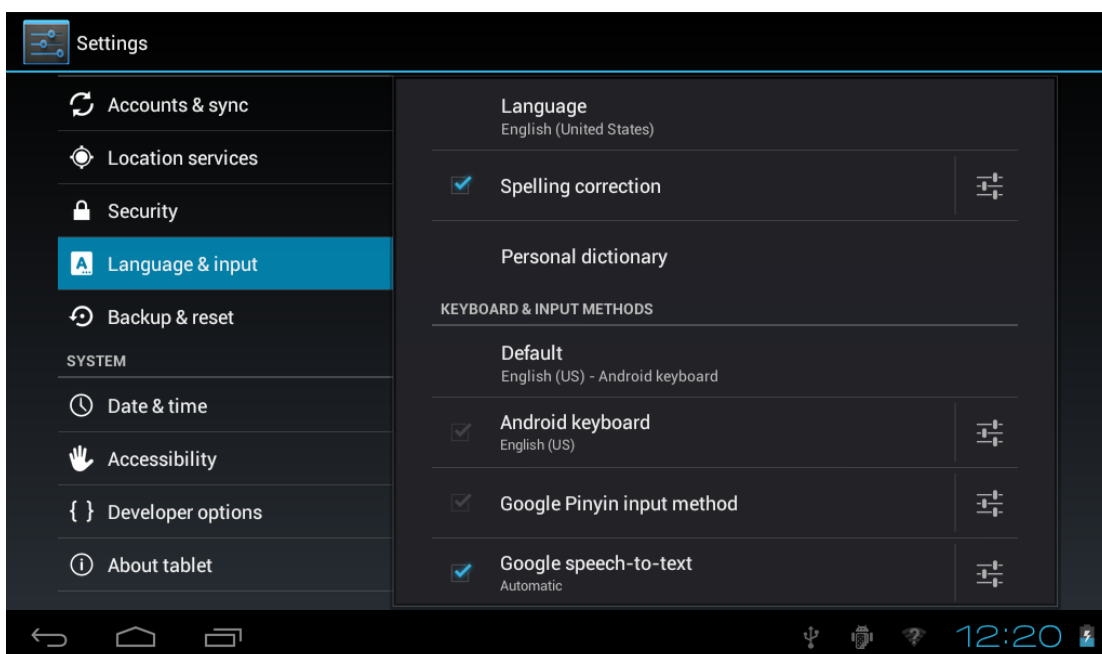 Settings
Accounts & sync
Location services
Security
Language & input
Backup & reset
SYSTEM
Date & time
Accessibility
{ } Developer options
About tablet
Language
English (United States)
Spelling correction
Personal dictionary
KEYBOARD & INPUT METHODS
Default
English (US) - Android keyboard
Android keyboard
English (US)
Google Pinyin input method
Google speech-to-text
Automatic
12:20